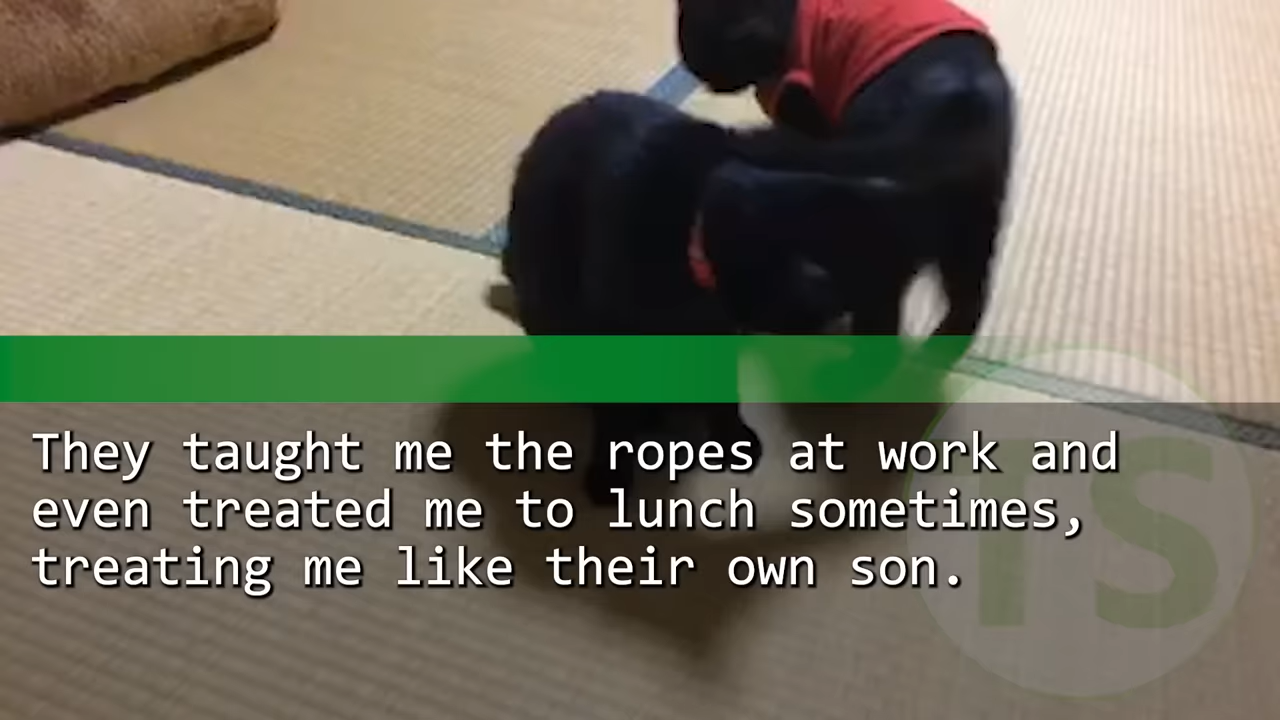 They taught me the ropes at work and
even treated me to lunch sometimes,
treating me like their own son.
TS